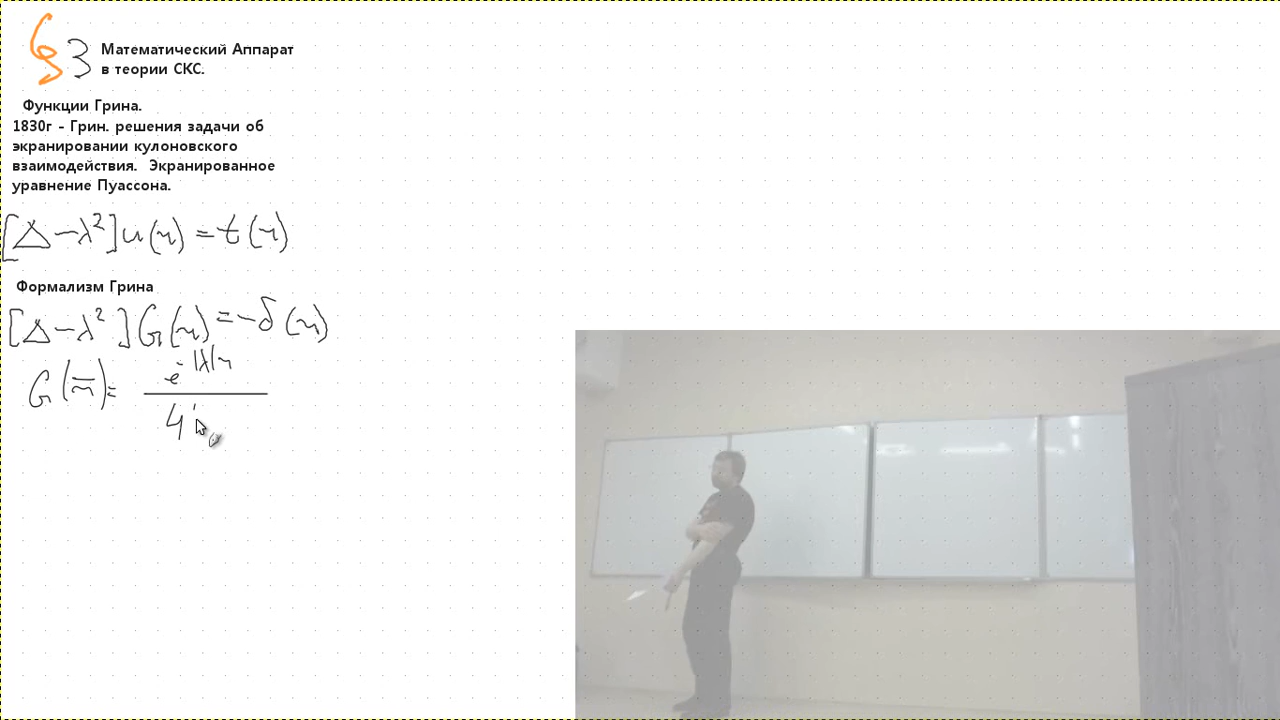 § 3 Математический Аппарат
в теории СКС.
Функции Грина.
1830г - Грин. решения задачи об
экранировании кулоновского
взаимодействия. Экранированное
уравнение Пуассона.
[Δ-λ²]u(r)=t(r)
Формализм Грина
[Δ-λ²]G(r)=-δ(r)
G(r̄)=
e^-|λ|r
4